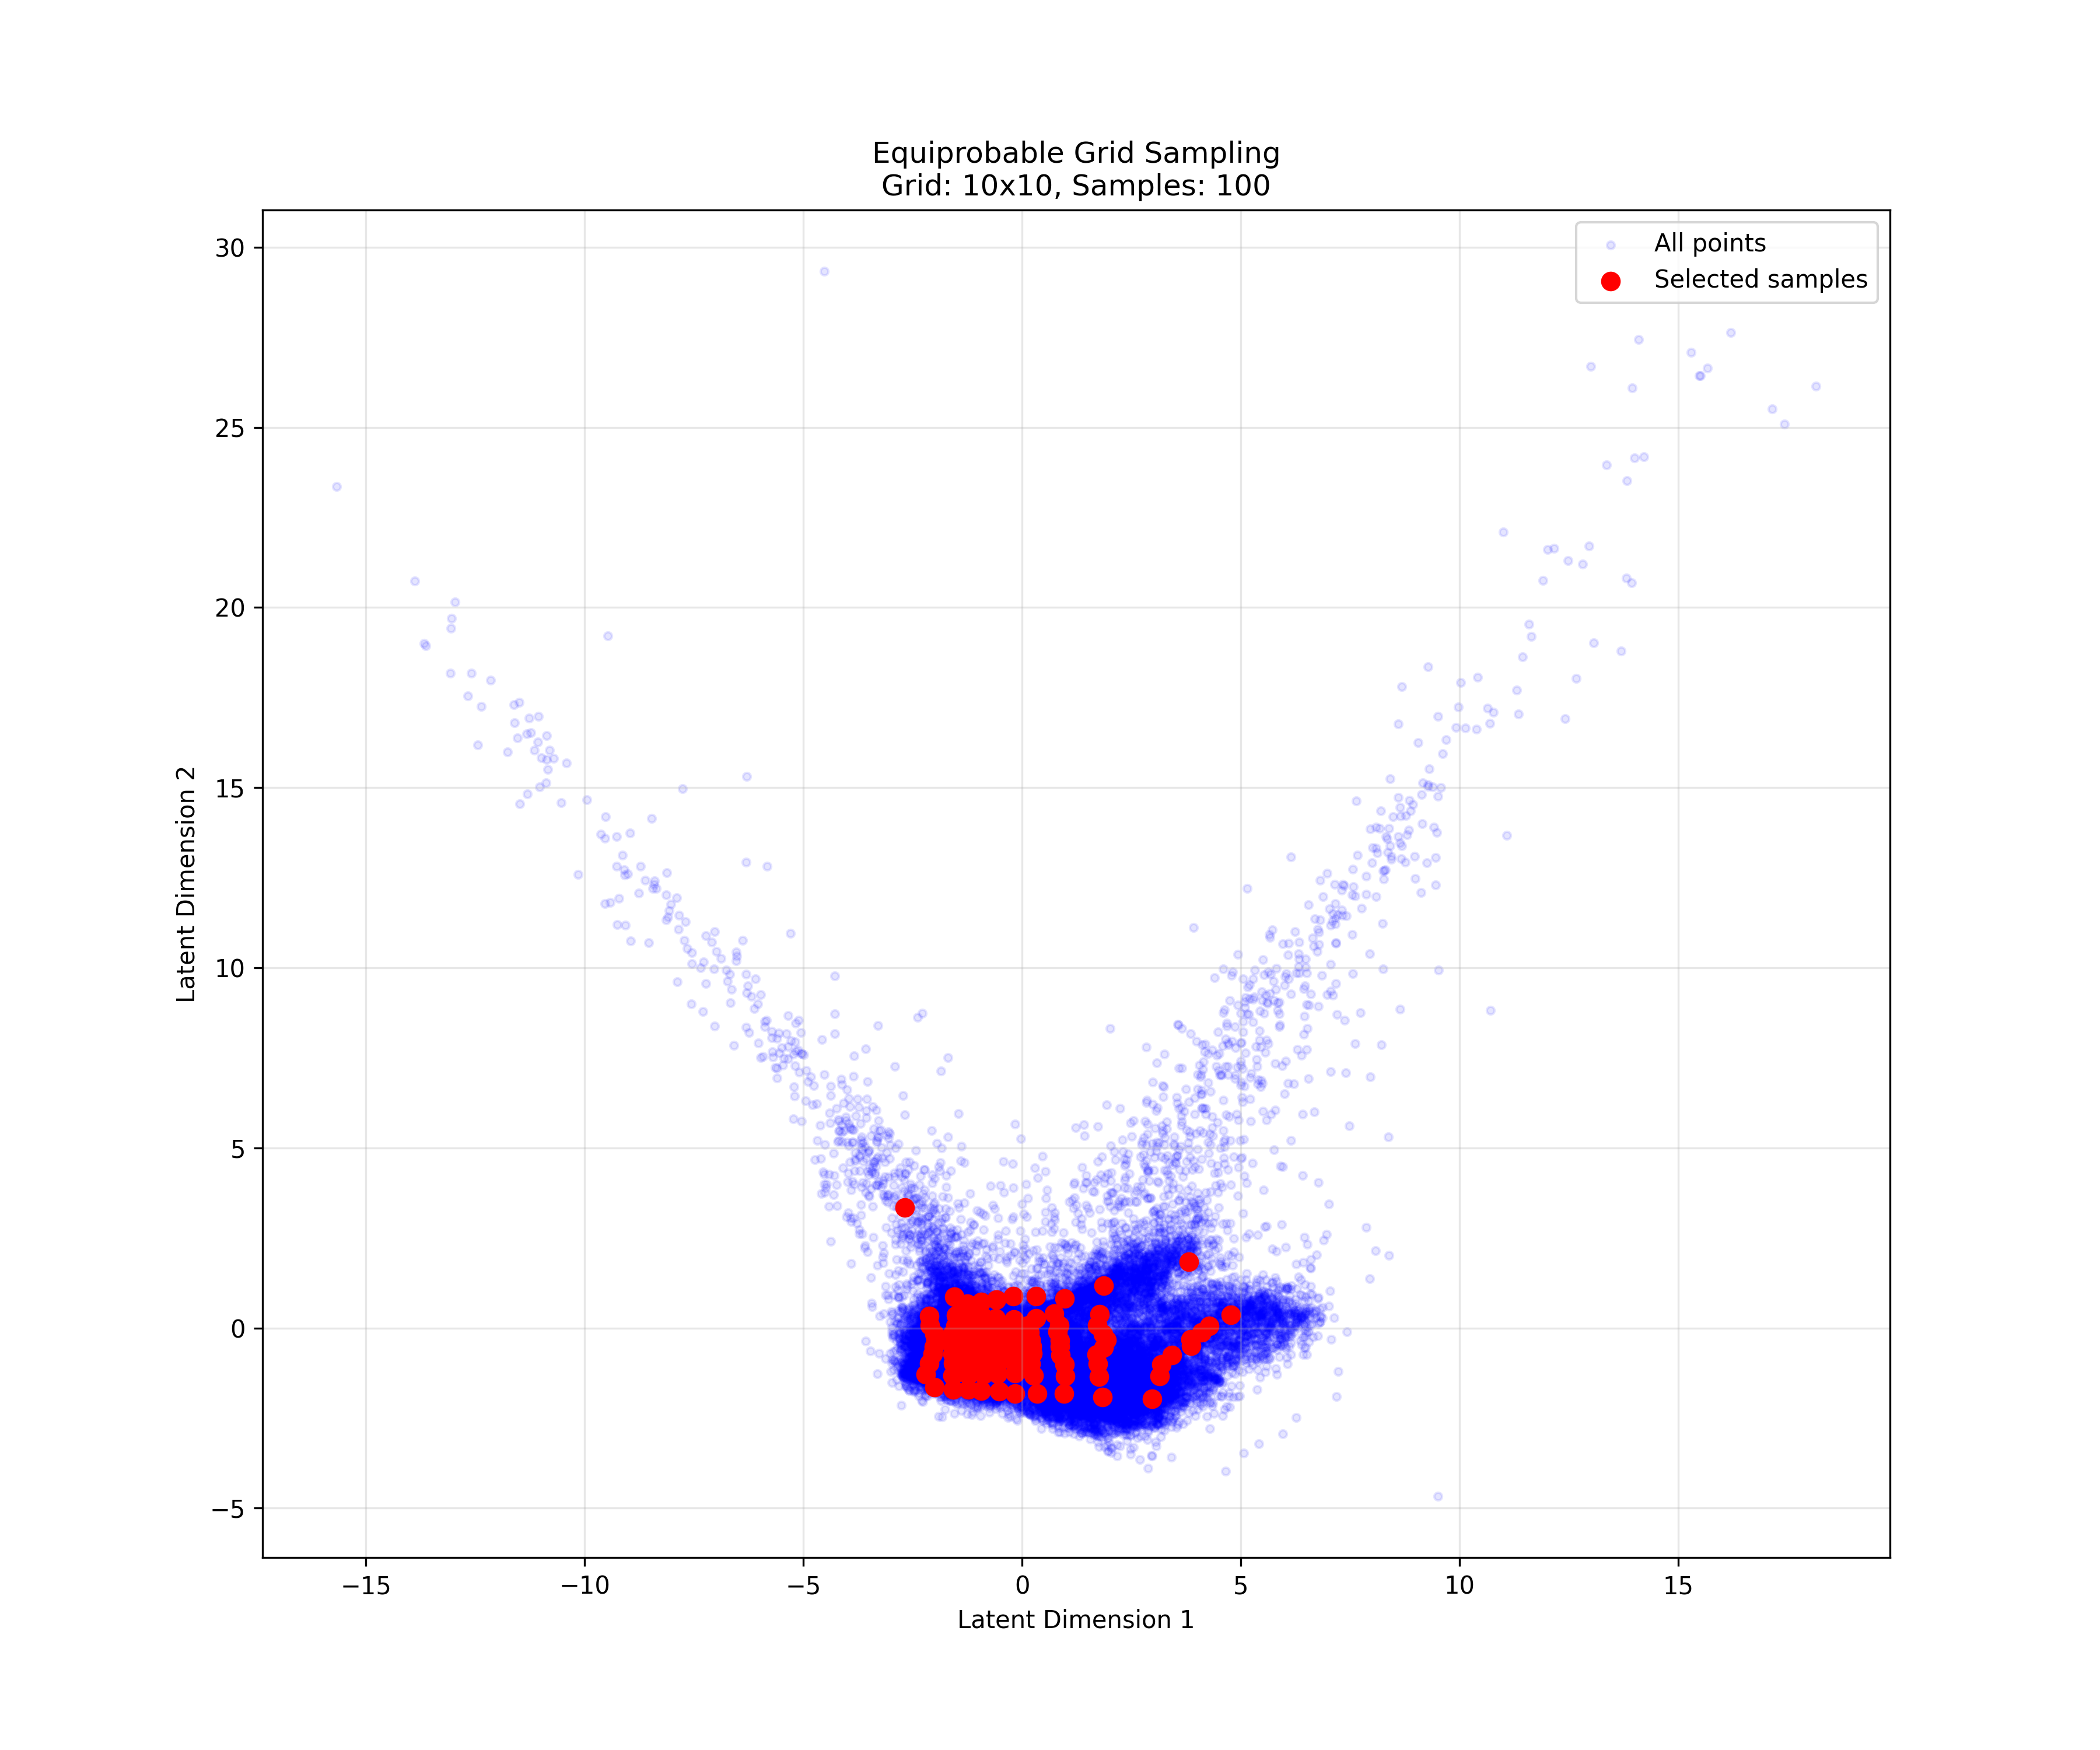 Equiprobable Grid Sampling
Grid: 10x10, Samples: 100
All points
Selected samples
30
25
20
15
10
5
0
−5
Latent Dimension 2
−15
−10
−5
0
5
10
15
Latent Dimension 1